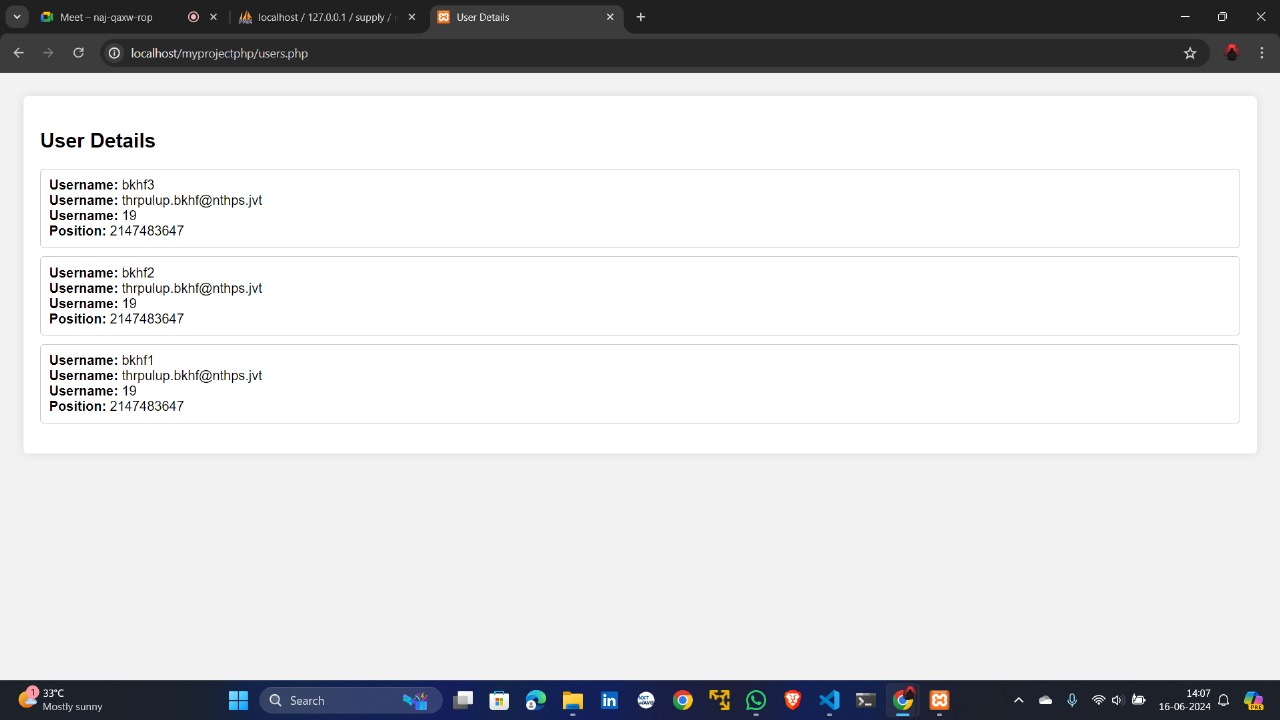 Meet – naj-qaxw-rop
localhost / 127.0.0.1 / supply /
User Details
localhost/myprojectphp/users.php
User Details
Username: bkhf3
Username: thrpulup.bkhf@nthps.jvt
Username: 19
Position: 2147483647
Username: bkhf2
Username: thrpulup.bkhf@nthps.jvt
Username: 19
Position: 2147483647
Username: bkhf1
Username: thrpulup.bkhf@nthps.jvt
Username: 19
Position: 2147483647
1
33°C
Mostly sunny
Search
14:07
16-06-2024
PRE